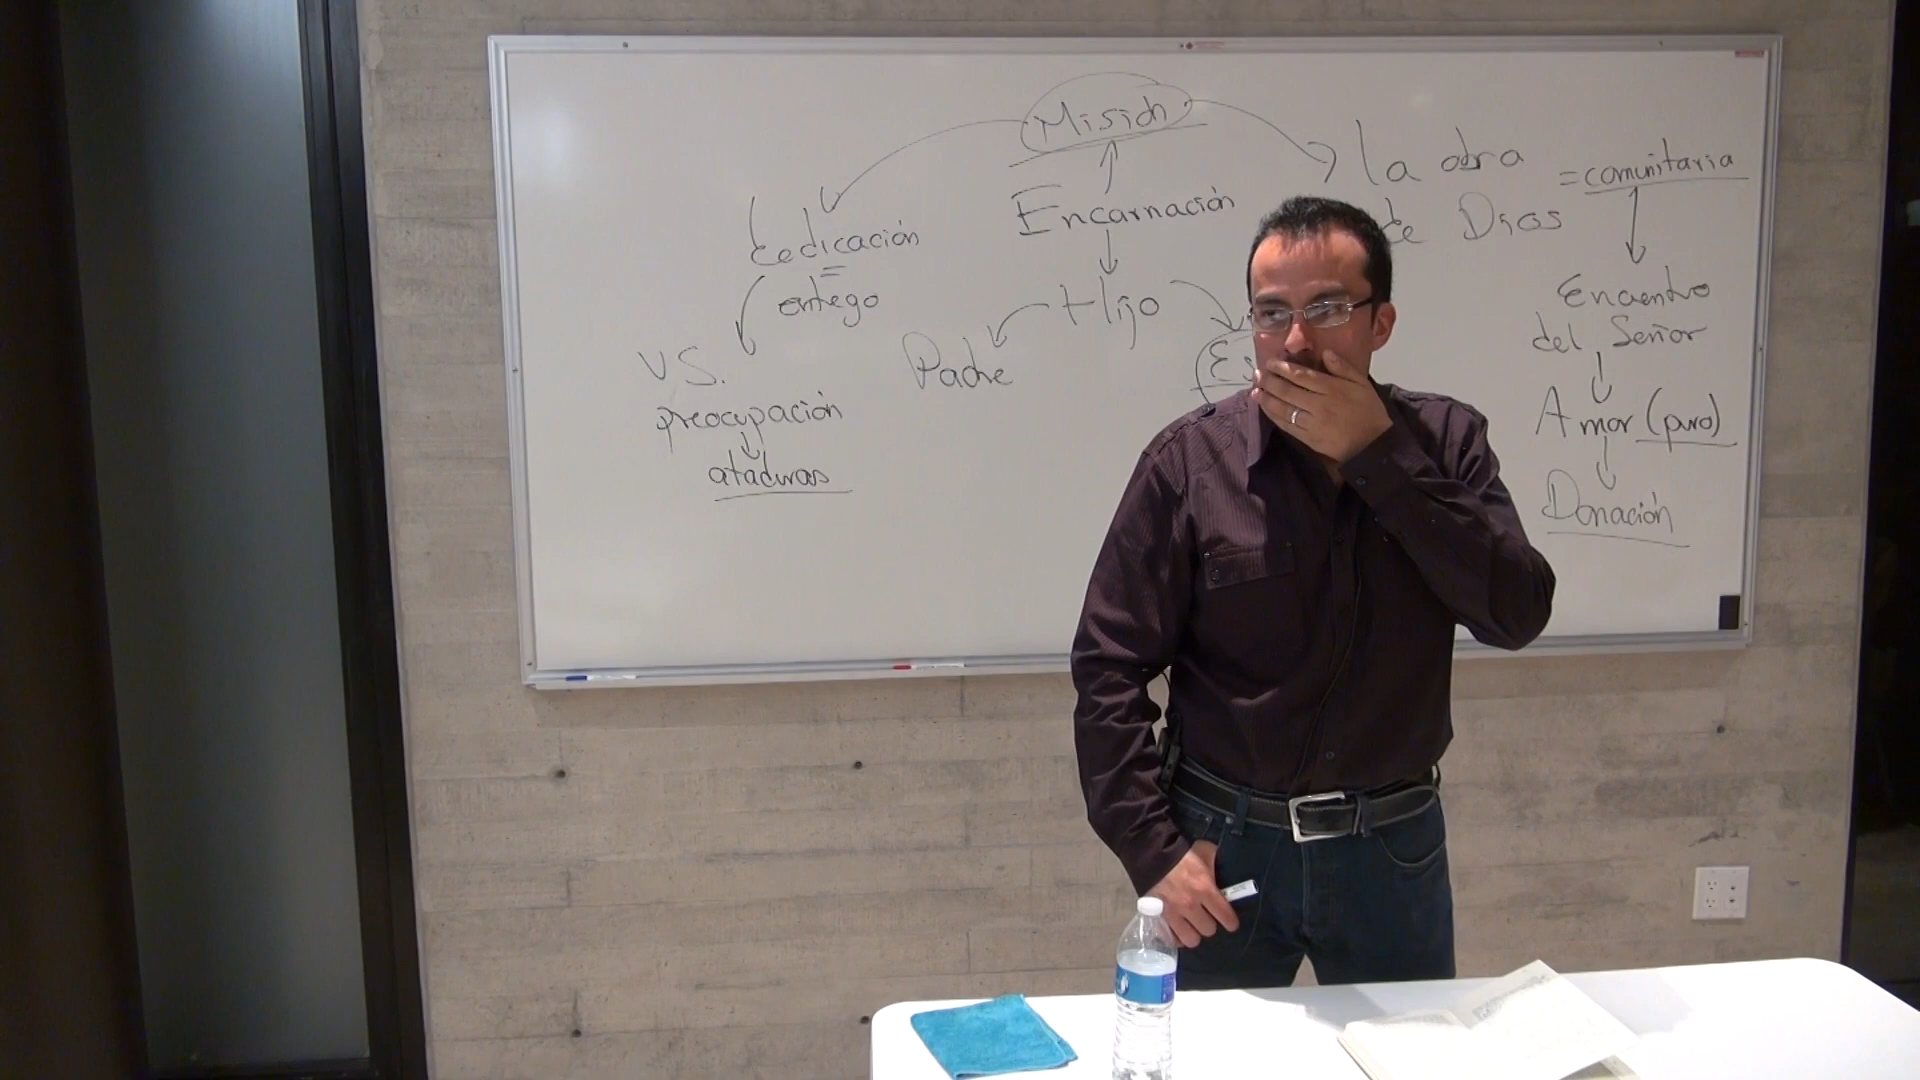 Misión
la obra
de Dios
= comunitaria
Encarnación
dedicación
=
entrego
Hijo
Padre
Es
vs.
preocupación
ataduras
Encuentro
del Señor
Amor (puro)
Donación